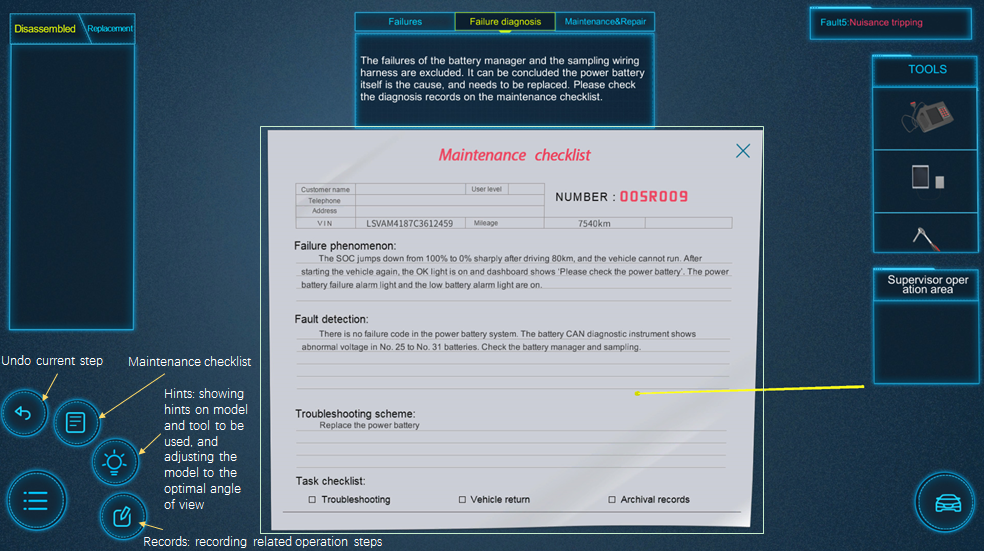 Disassembled
Replacement
Failures
Failure diagnosis
Maintenance&Repair
Fault5:Nuisance tripping
The failures of the battery manager and the sampling wiring
harness are excluded. It can be concluded the power battery
itself is the cause, and needs to be replaced. Please check
the diagnosis records on the maintenance checklist.
TOOLS
Supervisor oper
ation area
Maintenance checklist
Customer name
User level
Telephone
Address
VIN
LSVAM4187C3612459
Mileage
7540km
NUMBER : 005R009
Failure phenomenon:
The SOC jumps down from 100% to 0% sharply after driving 80km, and the vehicle cannot run. After
starting the vehicle again, the OK light is on and dashboard shows 'Please check the power battery'. The power
battery failure alarm light and the low battery alarm light are on.
Fault detection:
There is no failure code in the power battery system. The battery CAN diagnostic instrument shows
abnormal voltage in No. 25 to No. 31 batteries. Check the battery manager and sampling.
Troubleshooting scheme:
Replace the power battery
Task checklist:
Troubleshooting
Vehicle return
Archival records
Undo current step
Maintenance checklist
Hints: showing
hints on model
and tool to be
used, and
adjusting the
model to the
optimal angle
of view
Records: recording related operation steps